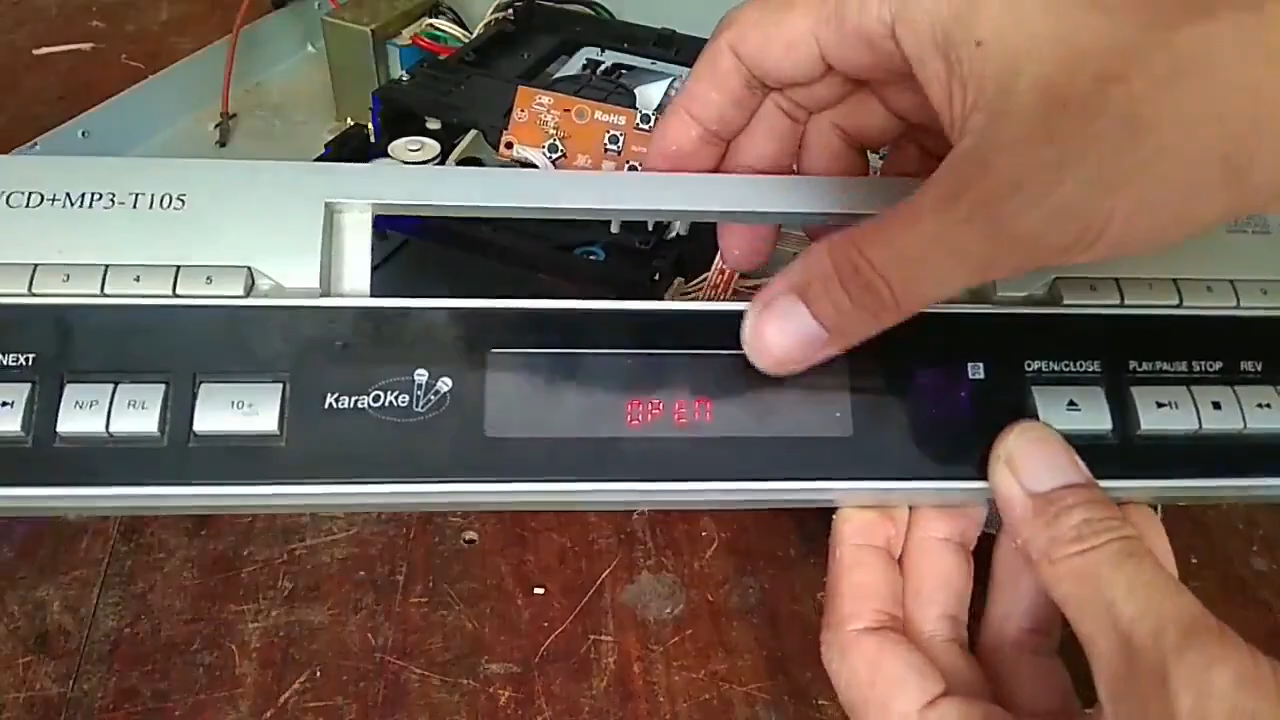 RoHS
VCD+MP3-T105
3 4 5
6 7 8 9
NEXT
OPEN/CLOSE PLAY/PAUSE STOP REV
N/P R/L 10+
KaraOKe
OPEN